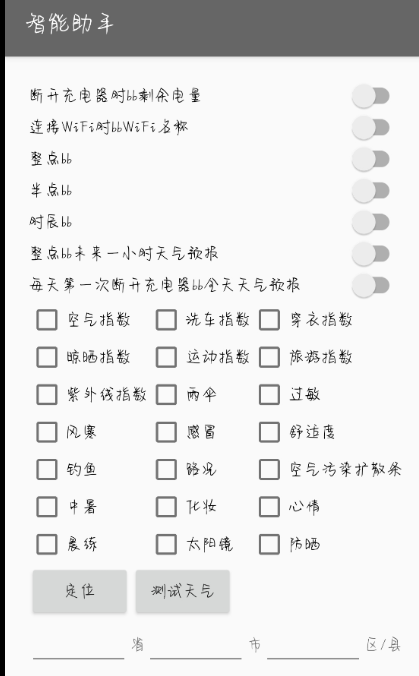 智能助手
断开充电器时bb剩余电量
连接WiFi时bbWiFi名称
整点bb
半点bb
时辰bb
整点bb未来一小时天气预报
每天第一次断开充电器bb全天天气预报
空气指数 洗车指数 穿衣指数
晾晒指数 运动指数 旅游指数
紫外线指数 雨伞 过敏
风寒 感冒 舒适度
钓鱼 路况 空气污染扩散条
中暑 化妆 心情
晨练 太阳镜 防晒
定位 测试天气
省 市 区/县